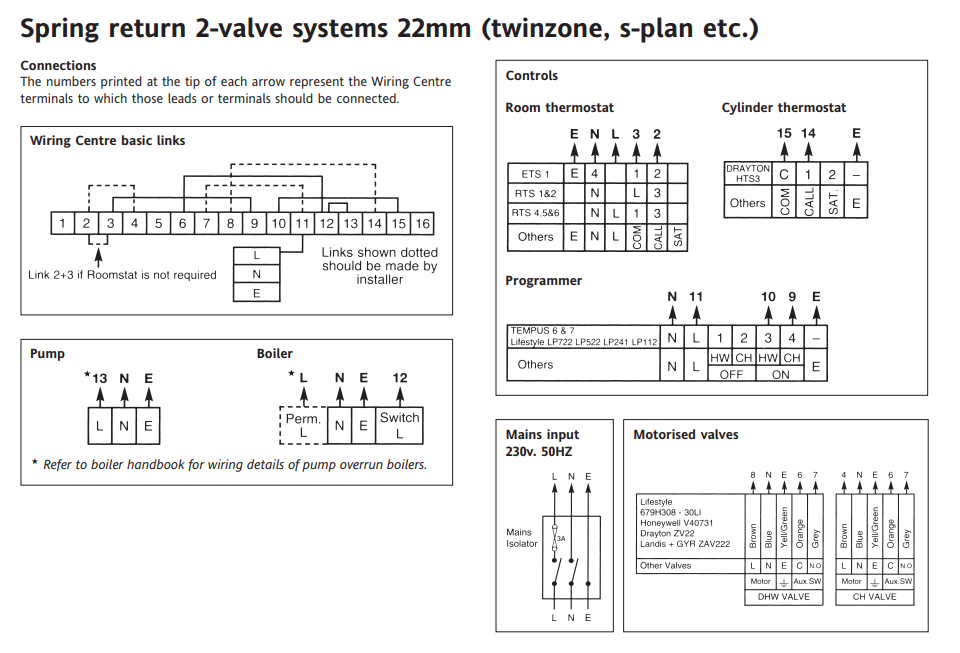 Spring return 2-valve systems 22mm (twinzone, s-plan etc.)
Connections
The numbers printed at the tip of each arrow represent the Wiring Centre
terminals to which those leads or terminals should be connected.
Wiring Centre basic links
1 2 3 4 5 6 7 8 9 10 11 12 13 14 15 16
L
N
E
Link 2+3 if Roomstat is not required
Links shown dotted
should be made by
installer
Pump
*13 N E
L N E
Boiler
* L N E 12
Perm. L N E Switch L
* Refer to boiler handbook for wiring details of pump overrun boilers.
Controls
Room thermostat
E N L 3 2
ETS 1 E 4 1 2
RTS 1&2 N L 3
RTS 4.5&6 N L 1 3
Others E N L COM CALL SAT
Cylinder thermostat
15 14 E
DRAYTON HTS3 C 1 2 –
Others COM CALL SAT. E
Programmer
N 11 10 9 E
TEMPUS 6 & 7
Lifestyle LP722 LP522 LP241 LP112 N L 1 2 3 4 –
Others N L HW CH HW CH E
OFF ON
Mains input
230v. 50HZ
L N E
Mains
Isolator
3A
L N E
Motorised valves
8 N E 6 7 4 N E 6 7
Lifestyle
679H308 - 30LI
Honeywell V40731
Drayton ZV22
Landis + GYR ZAV222
Brown Blue Yell/Green Orange Grey Brown Blue Yell/Green Orange Grey
Other Valves L N E C N.O L N E C N.O
Motor Aux.SW Motor Aux.SW
DHW VALVE CH VALVE